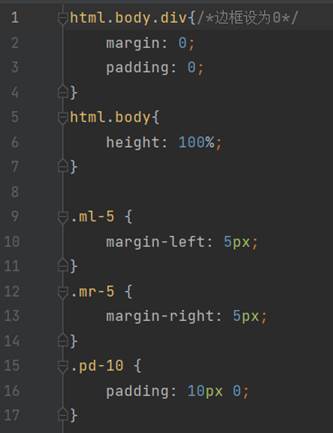 1 html.body.div{/*边框设为0*/
2 margin: 0;
3 padding: 0;
4 }
5 html.body{
6 height: 100%;
7 }
8
9 .ml-5 {
10 margin-left: 5px;
11 }
12 .mr-5 {
13 margin-right: 5px;
14 }
15 .pd-10 {
16 padding: 10px 0;
17 }